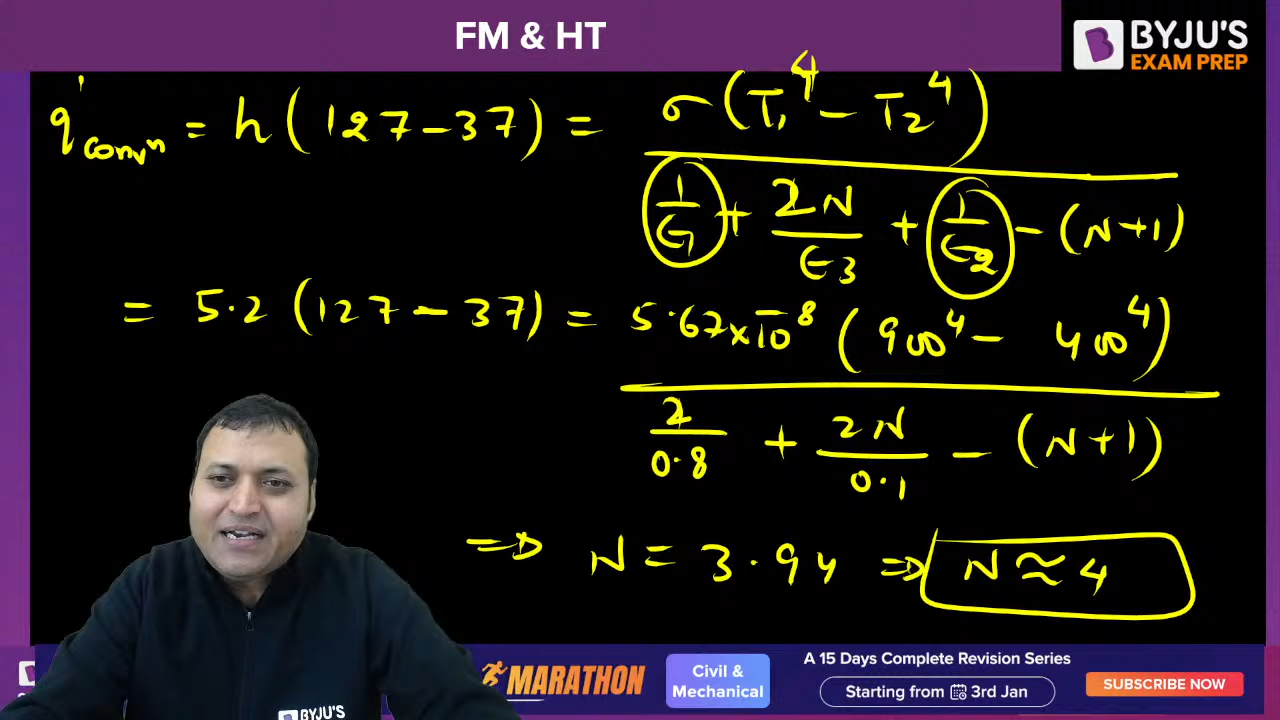 FM & HT
BYJU'S
EXAM PREP
q'convⁿ = h(127-37) = σ(T₁⁴ - T₂⁴)
1/ϵ₁ + 2N/ϵ3 + 1/ϵ2 - (N+1)
= 5.2 (127 - 37) = 5.67×10⁻⁸ (900⁴ - 400⁴)
2/0.8 + 2N/0.1 - (N+1)
⇒ N = 3.94 ⇒ N ≈ 4
BYJU'S
MARATHON
Civil &
Mechanical
A 15 Days Complete Revision Series
Starting from 3rd Jan
SUBSCRIBE NOW